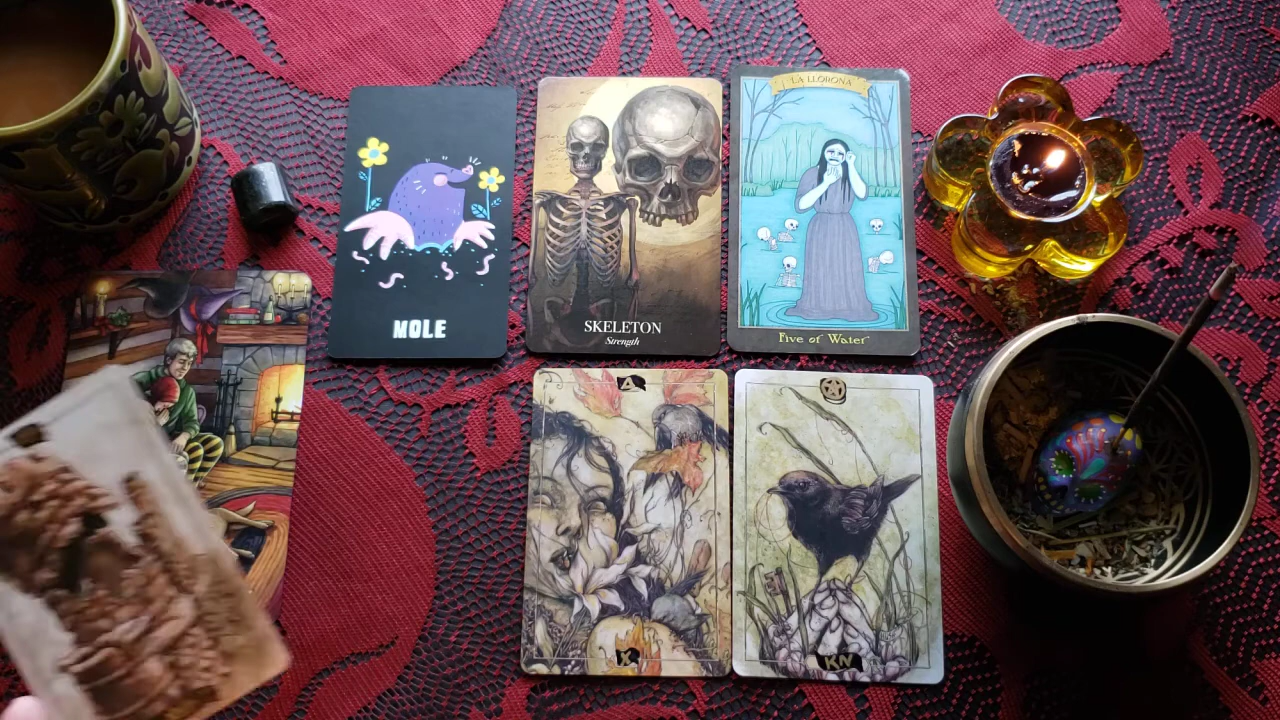 MOLE
SKELETON
Strength
LA LLORONA
Five of Water
A
X
KN